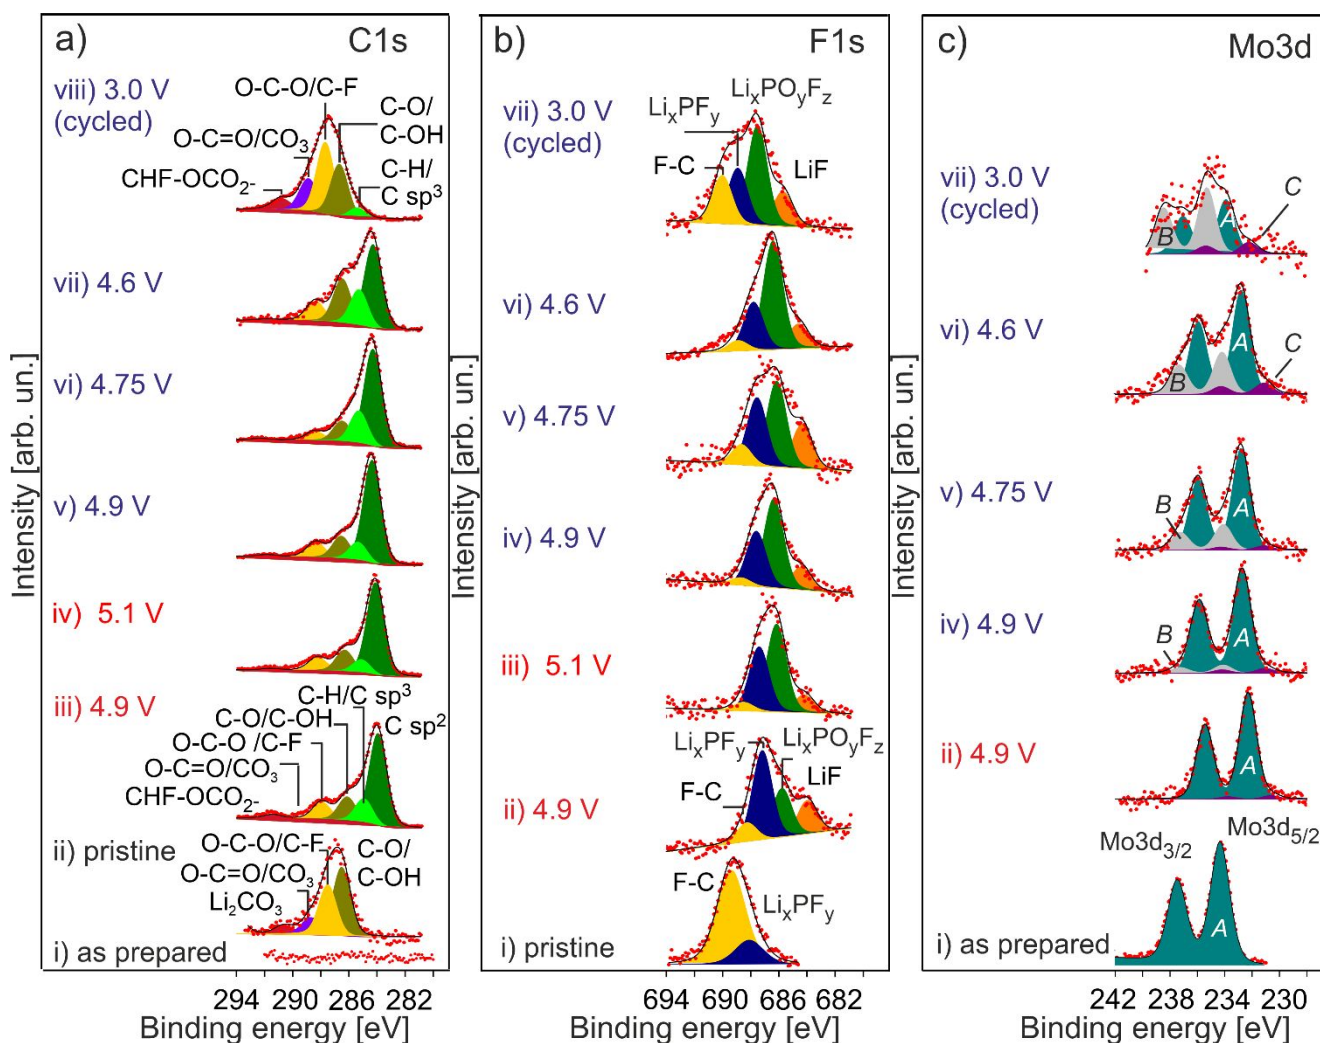 a)
C1s
viii) 3.0 V
(cycled)
O-C-O/C-F
C-O/
C-OH
O-C=O/CO₃
C-H/
C sp³
CHF-OCO₂-
vii) 4.6 V
vi) 4.75 V
v) 4.9 V
iv) 5.1 V
iii) 4.9 V
C-H/C sp³
C-O/C-OH
C sp²
O-C-O /C-F
O-C=O/CO₃
CHF-OCO₂-
ii) pristine
O-C-O/C-F
C-O/
C-OH
O-C=O/CO₃
Li₂CO₃
i) as prepared
294 290 286 282
Binding energy [eV]
Intensity [arb. un.]
b)
F1s
vii) 3.0 V
(cycled)
LiₓPOᵧF_z
LiₓPFᵧ
F-C
LiF
vi) 4.6 V
v) 4.75 V
iv) 4.9 V
iii) 5.1 V
ii) 4.9 V
LiₓPFᵧ
LiₓPOᵧF_z
F-C
LiF
F-C
LiₓPFᵧ
i) pristine
694 690 686 682
Binding energy [eV]
Intensity [arb. un.]
c)
Mo3d
vii) 3.0 V
(cycled)
B
A
C
vi) 4.6 V
B
A
C
v) 4.75 V
B
A
iv) 4.9 V
B
A
ii) 4.9 V
A
Mo3d₃/₂
Mo3d₅/₂
A
i) as prepared
242 238 234 230
Binding energy [eV]
Intensity [arb. un.]